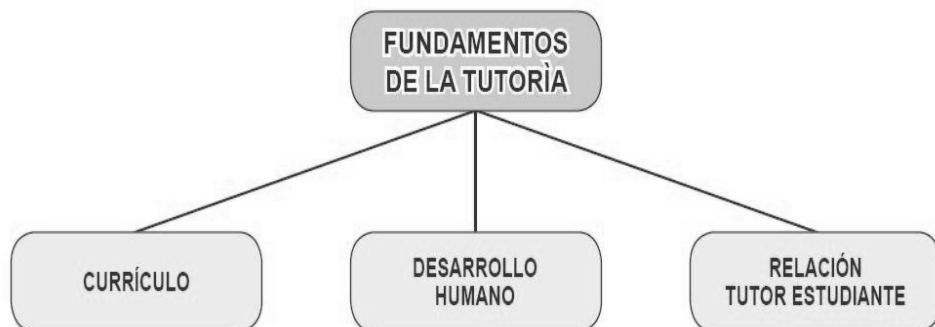 FUNDAMENTOS
DE LA TUTORÌA
CURRÍCULO
DESARROLLO
HUMANO
RELACIÓN
TUTOR ESTUDIANTE